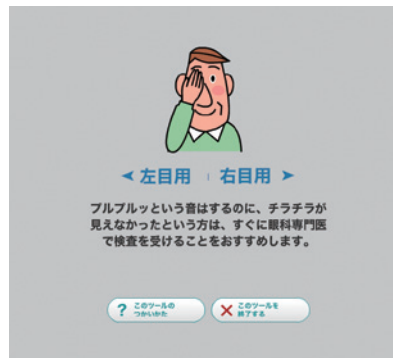 左目用 右目用
プルプルッという音はするのに、チラチラが
見えなかったという方は、すぐに眼科専門医
で検査を受けることをおすすめします。
? このツールの
つかいかた
このツールを
終了する